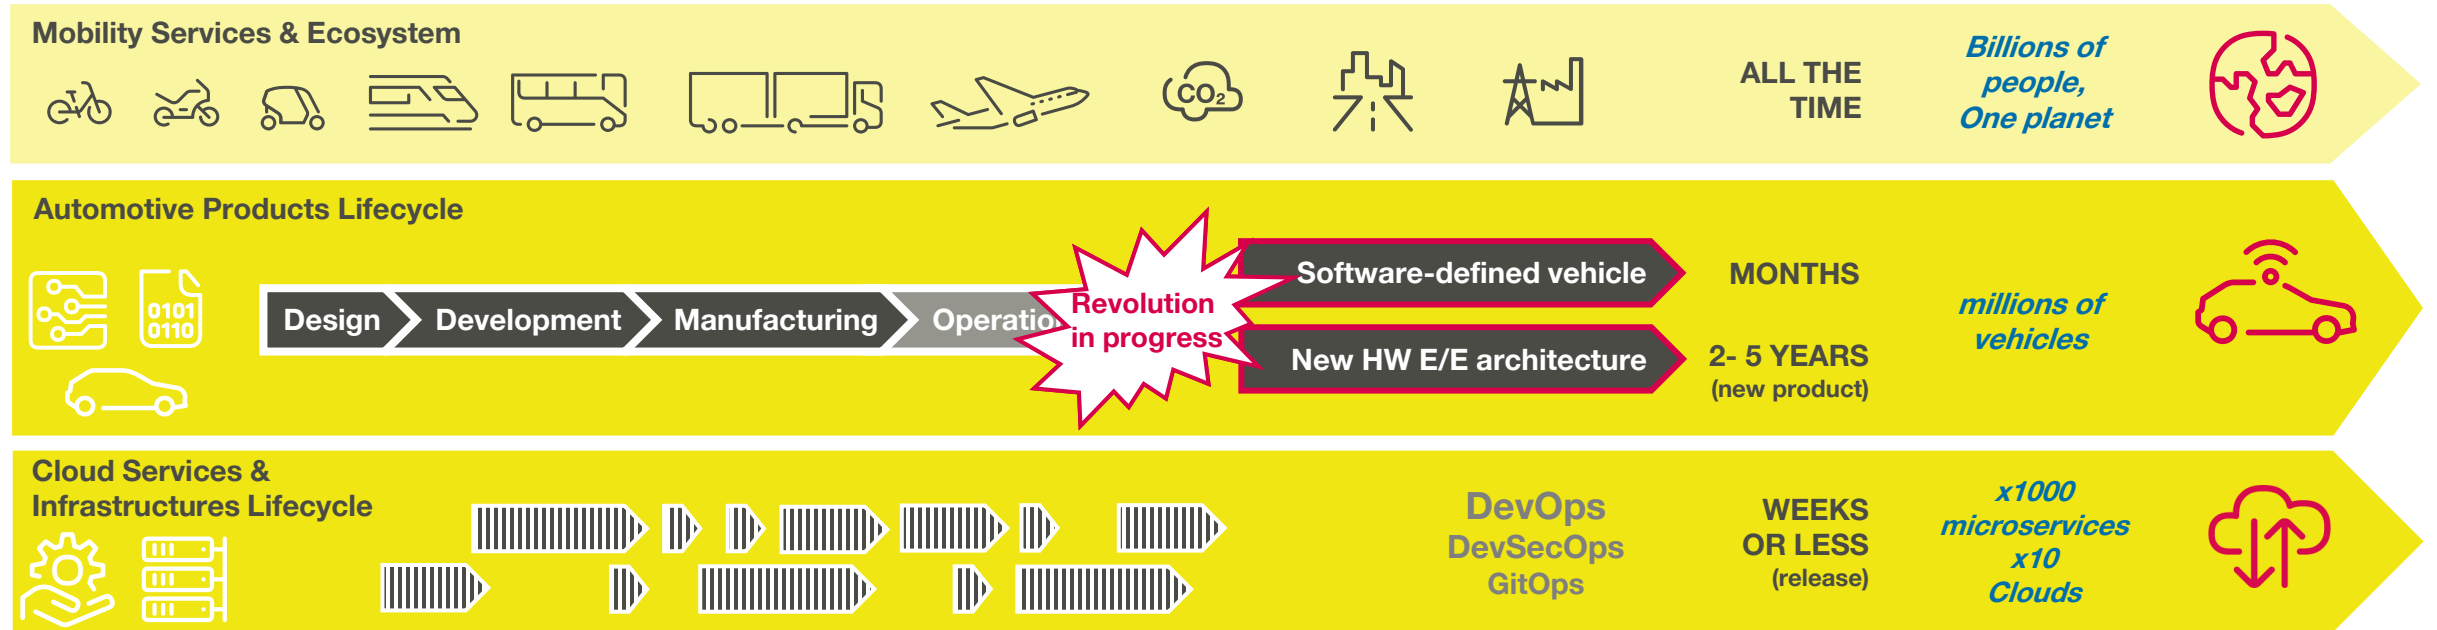 Mobility Services & Ecosystem
CO2
ALL THE
TIME
Billions of
people,
One planet
Automotive Products Lifecycle
0101
0110
Design
Development
Manufacturing
Operatio
Revolution
in progress
Software-defined vehicle
MONTHS
New HW E/E architecture
2- 5 YEARS
(new product)
millions of
vehicles
Cloud Services &
Infrastructures Lifecycle
DevOps
DevSecOps
GitOps
WEEKS
OR LESS
(release)
x1000
microservices
x10
Clouds